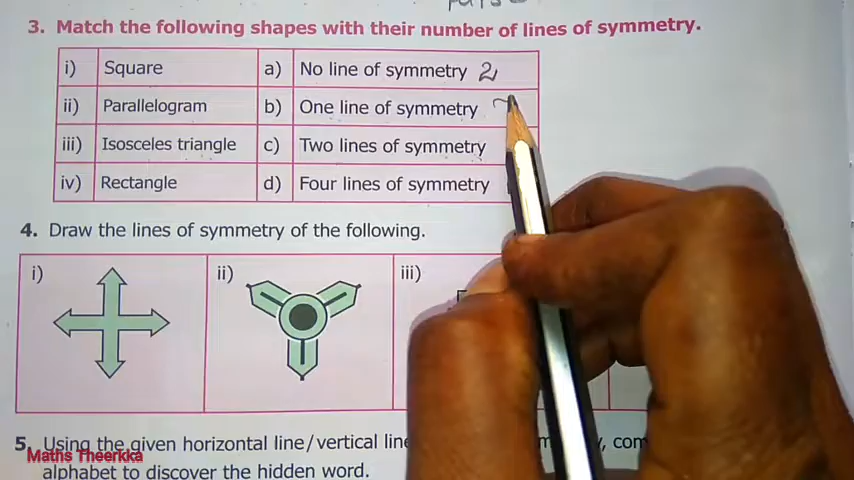 3. Match the following shapes with their number of lines of symmetry.
i) Square a) No line of symmetry 2
ii) Parallelogram b) One line of symmetry
iii) Isosceles triangle c) Two lines of symmetry
iv) Rectangle d) Four lines of symmetry
4. Draw the lines of symmetry of the following.
i) ii) iii)
5. Using the given horizontal line/vertical line
Maths Theerkka
alphabet to discover the hidden word.